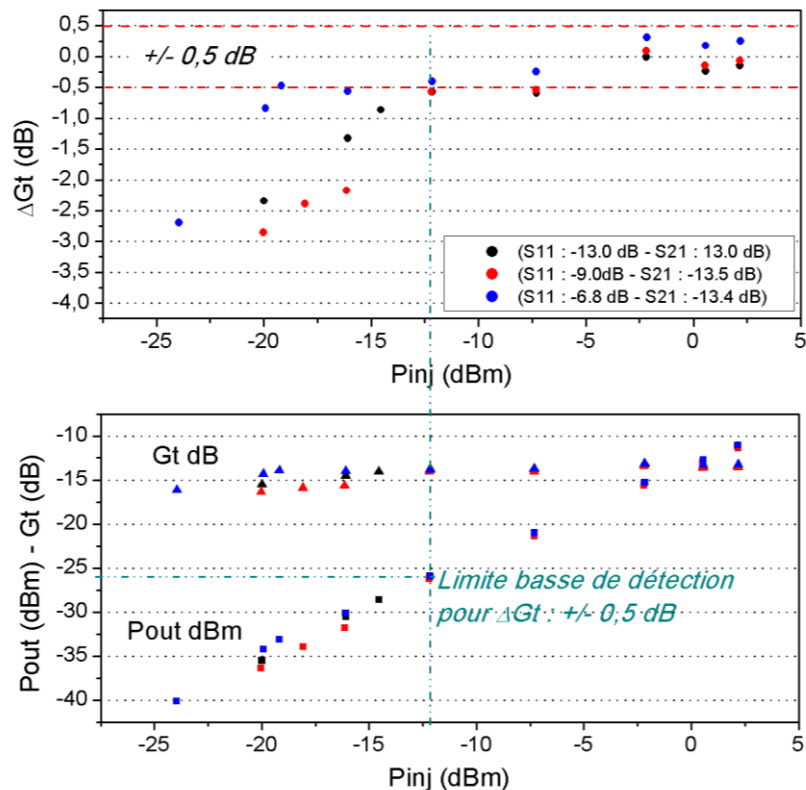 0,5
0,0
-0,5
-1,0
-1,5
-2,0
-2,5
-3,0
-3,5
-4,0
ΔGt (dB)
+/- 0,5 dB
(S11 : -13.0 dB - S21 : 13.0 dB)
(S11 : -9.0dB - S21 : -13.5 dB)
(S11 : -6.8 dB - S21 : -13.4 dB)
-25 -20 -15 -10 -5 0 5
Pinj (dBm)
-10
-15
-20
-25
-30
-35
-40
Pout (dBm) - Gt (dB)
Gt dB
Limite basse de détection
pour ΔGt : +/- 0,5 dB
Pout dBm
-25 -20 -15 -10 -5 0 5
Pinj (dBm)